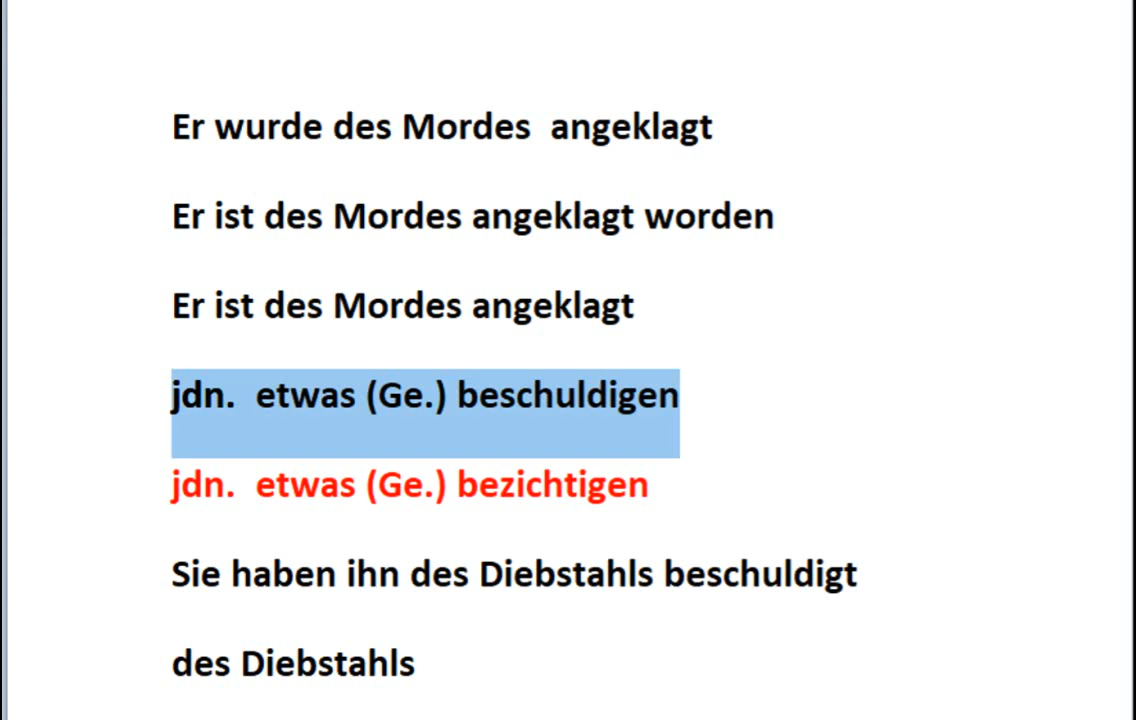 Er wurde des Mordes  angeklagt
Er ist des Mordes angeklagt worden
Er ist des Mordes angeklagt
jdn.  etwas (Ge.) beschuldigen
jdn.  etwas (Ge.) bezichtigen
Sie haben ihn des Diebstahls beschuldigt
des Diebstahls